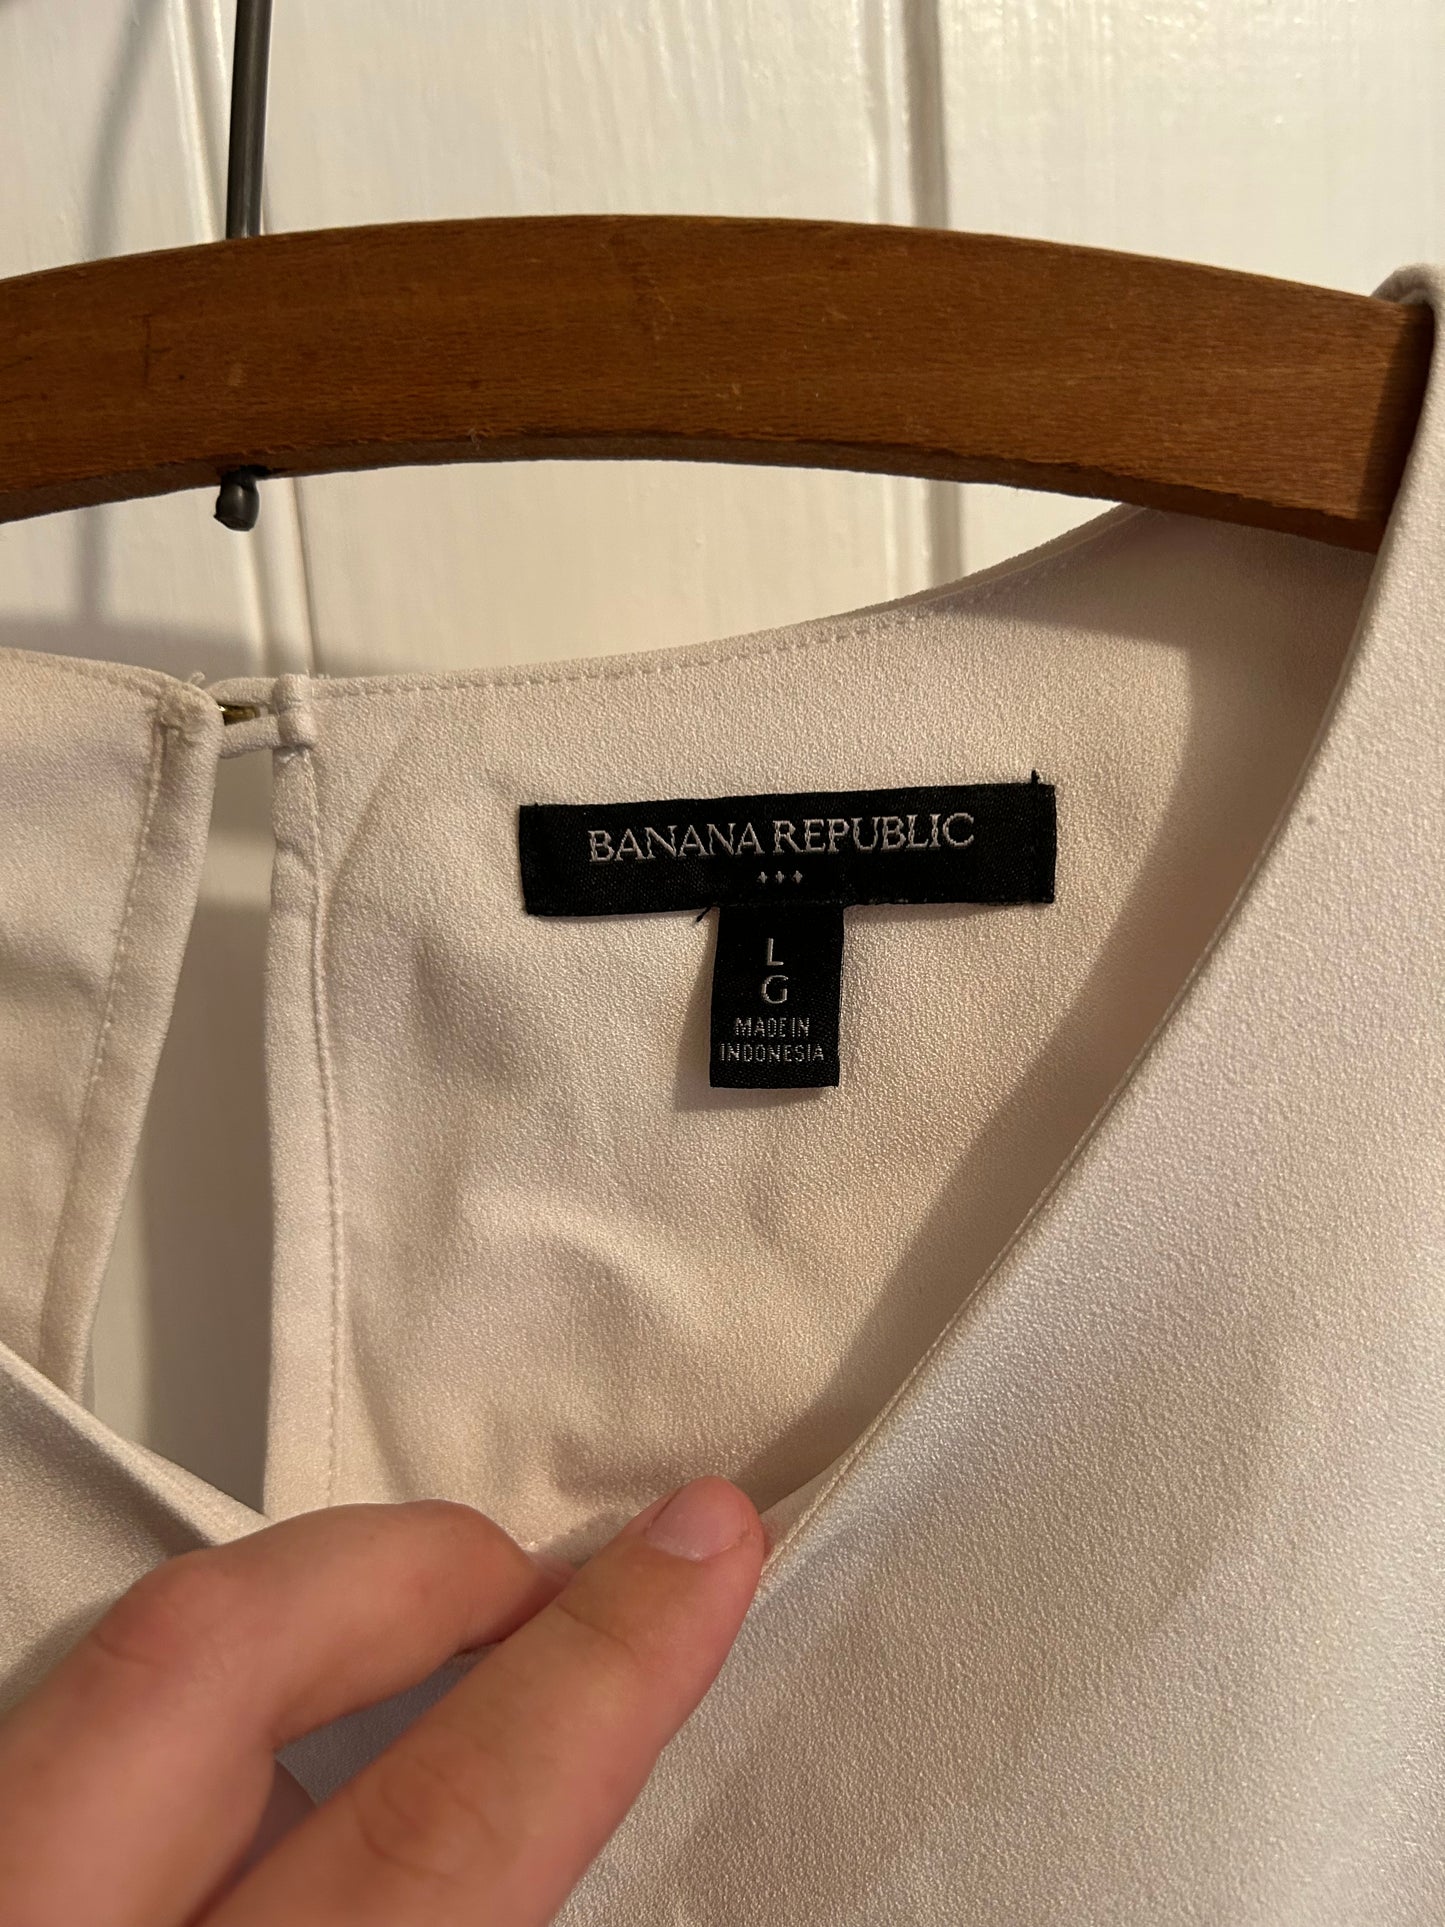 BANANA REPUBLIC
L
G
MADE IN
INDONESIA